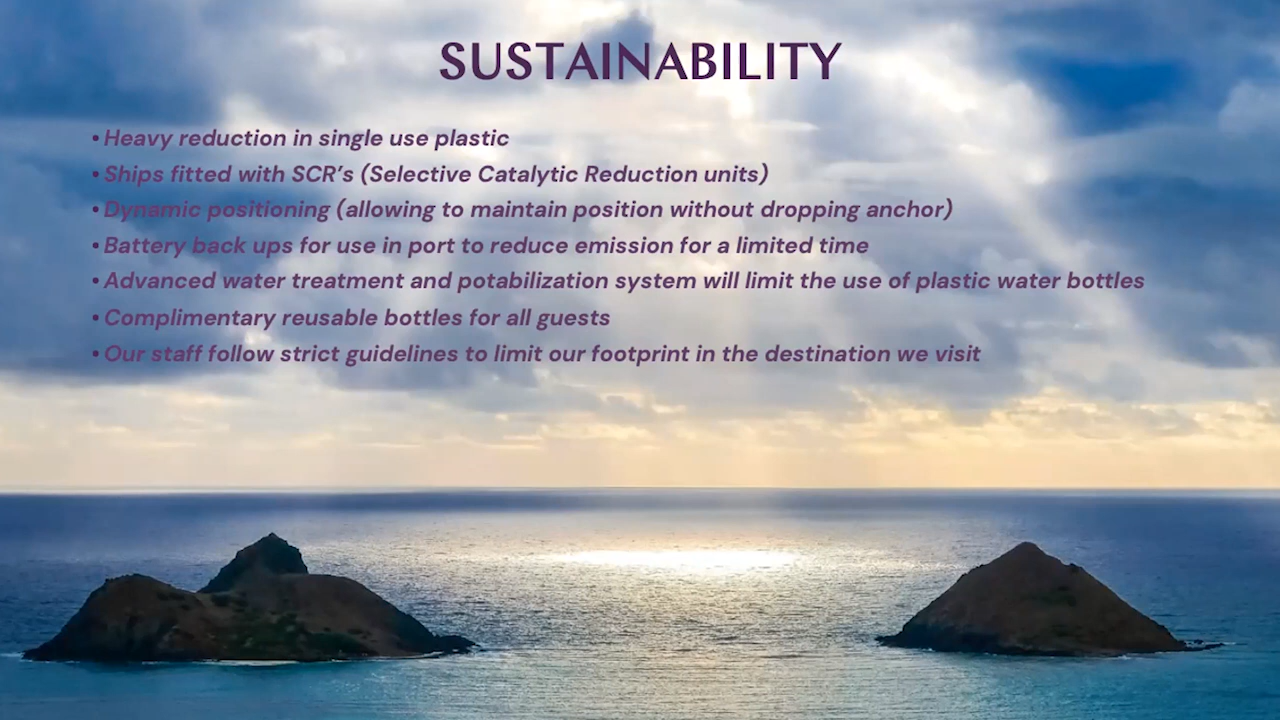 SUSTAINABILITY
• Heavy reduction in single use plastic
• Ships fitted with SCR’s (Selective Catalytic Reduction units)
• Dynamic positioning (allowing to maintain position without dropping anchor)
• Battery back ups for use in port to reduce emission for a limited time
• Advanced water treatment and potabilization system will limit the use of plastic water bottles
• Complimentary reusable bottles for all guests
• Our staff follow strict guidelines to limit our footprint in the destination we visit